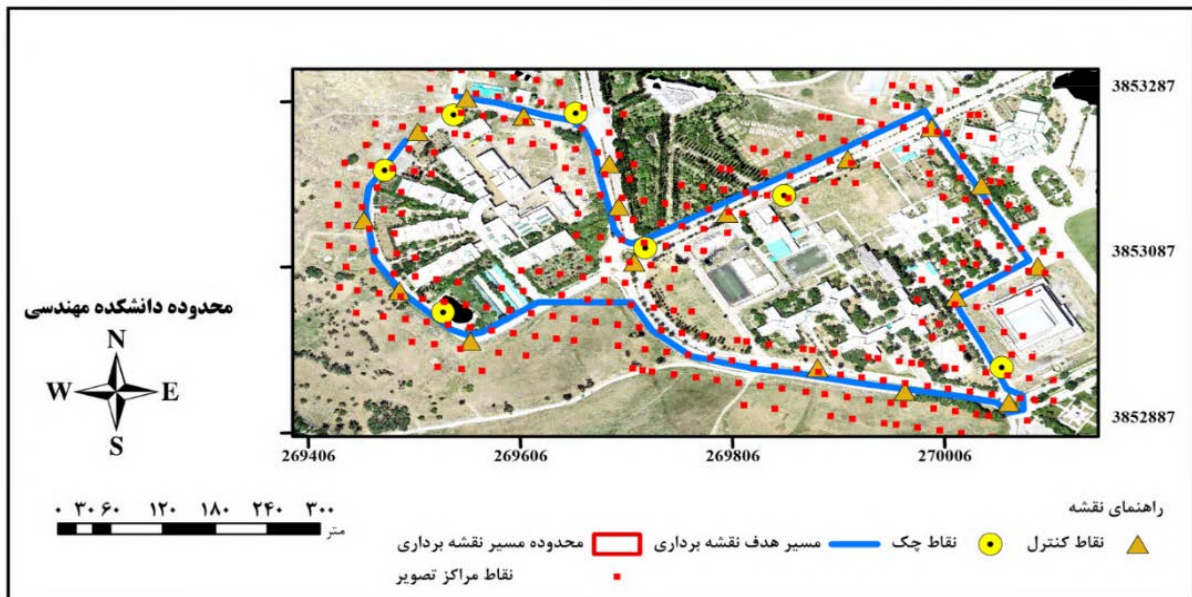 3853287
3853087
3852887
269406 269606 269806 270006
محدوده دانشکده مهندسی
N
W E
S
۰ ۳۰ ۶۰ ۱۲۰ ۱۸۰ ۲۴۰ ۳۰۰
متر
راهنمای نقشه
نقاط کنترل نقاط چک مسیر هدف نقشه برداری محدوده مسیر نقشه برداری
نقاط مراکز تصویر